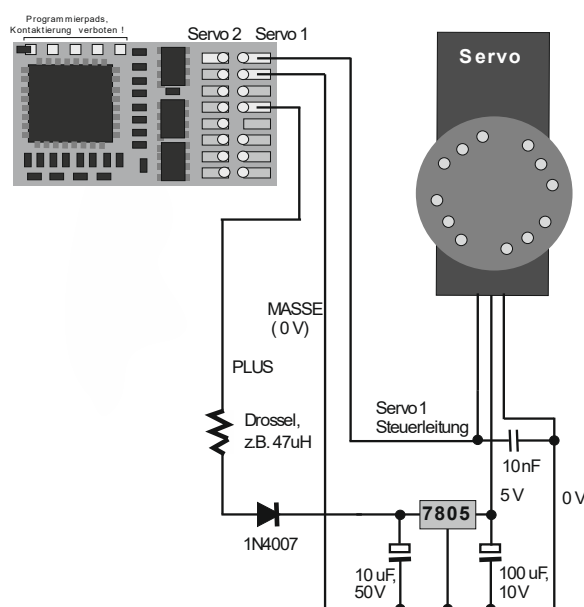 Programmierpads,
Kontaktierung verboten !
Servo 2 Servo 1
Servo
MASSE
( 0 V)
PLUS
Servo 1
Steuerleitung
Drossel,
z.B. 47uH
10nF
5 V
0 V
7805
1N4007
10 uF,
50V
100 uF,
10V